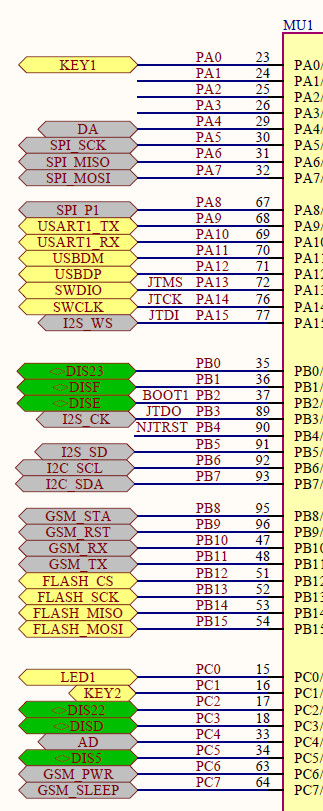 MU1
KEY1 PA0 23 PA0/
PA1 24 PA1/
PA2 25 PA2/
PA3 26 PA3/
DA PA4 29 PA4/
SPI_SCK PA5 30 PA5/
SPI_MISO PA6 31 PA6/
SPI_MOSI PA7 32 PA7/
SPI_P1 PA8 67 PA8/
USART1_TX PA9 68 PA9/
USART1_RX PA10 69 PA10
USBDM PA11 70 PA11
USBDP PA12 71 PA12
SWDIO JTMS PA13 72 PA13
SWCLK JTCK PA14 76 PA14
I2S_WS JTDI PA15 77 PA15
<>DIS23 PB0 35 PB0/
<>DISF PB1 36 PB1/
<>DISE BOOT1 PB2 37 PB2/
I2S_CK JTDO PB3 89 PB3/
NJTRST PB4 90 PB4/
I2S_SD PB5 91 PB5/
I2C_SCL PB6 92 PB6/
I2C_SDA PB7 93 PB7/
GSM_STA PB8 95 PB8/
GSM_RST PB9 96 PB9/
GSM_RX PB10 47 PB10
GSM_TX PB11 48 PB11
FLASH_CS PB12 51 PB12
FLASH_SCK PB13 52 PB13
FLASH_MISO PB14 53 PB14
FLASH_MOSI PB15 54 PB15
LED1 PC0 15 PC0/
KEY2 PC1 16 PC1/
<>DIS22 PC2 17 PC2/
<>DISD PC3 18 PC3/
AD PC4 33 PC4/
<>DIS5 PC5 34 PC5/
GSM_PWR PC6 63 PC6/
GSM_SLEEP PC7 64 PC7/